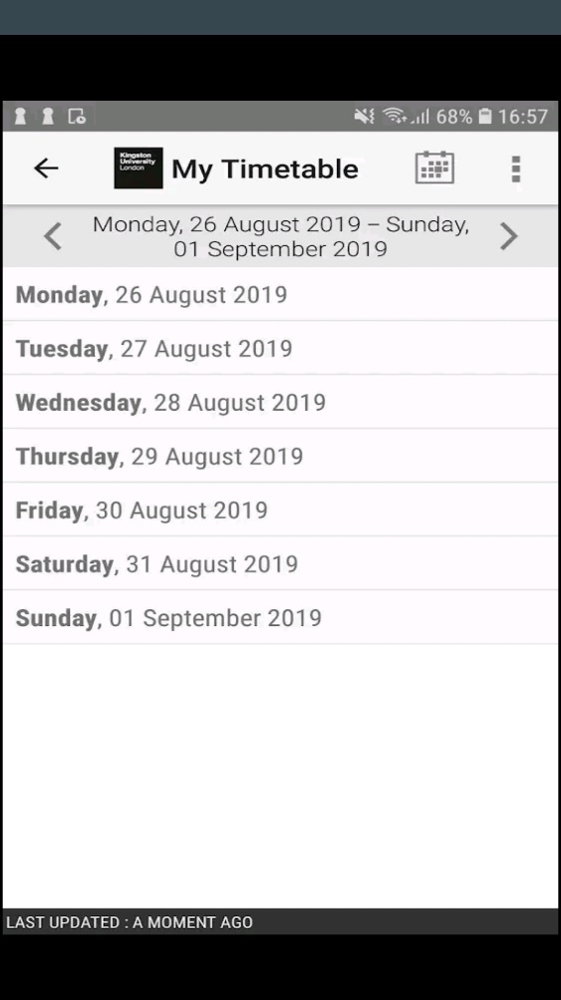 68% 16:57
Kingston
University
London
My Timetable
Monday, 26 August 2019 – Sunday,
01 September 2019
Monday, 26 August 2019
Tuesday, 27 August 2019
Wednesday, 28 August 2019
Thursday, 29 August 2019
Friday, 30 August 2019
Saturday, 31 August 2019
Sunday, 01 September 2019
LAST UPDATED : A MOMENT AGO